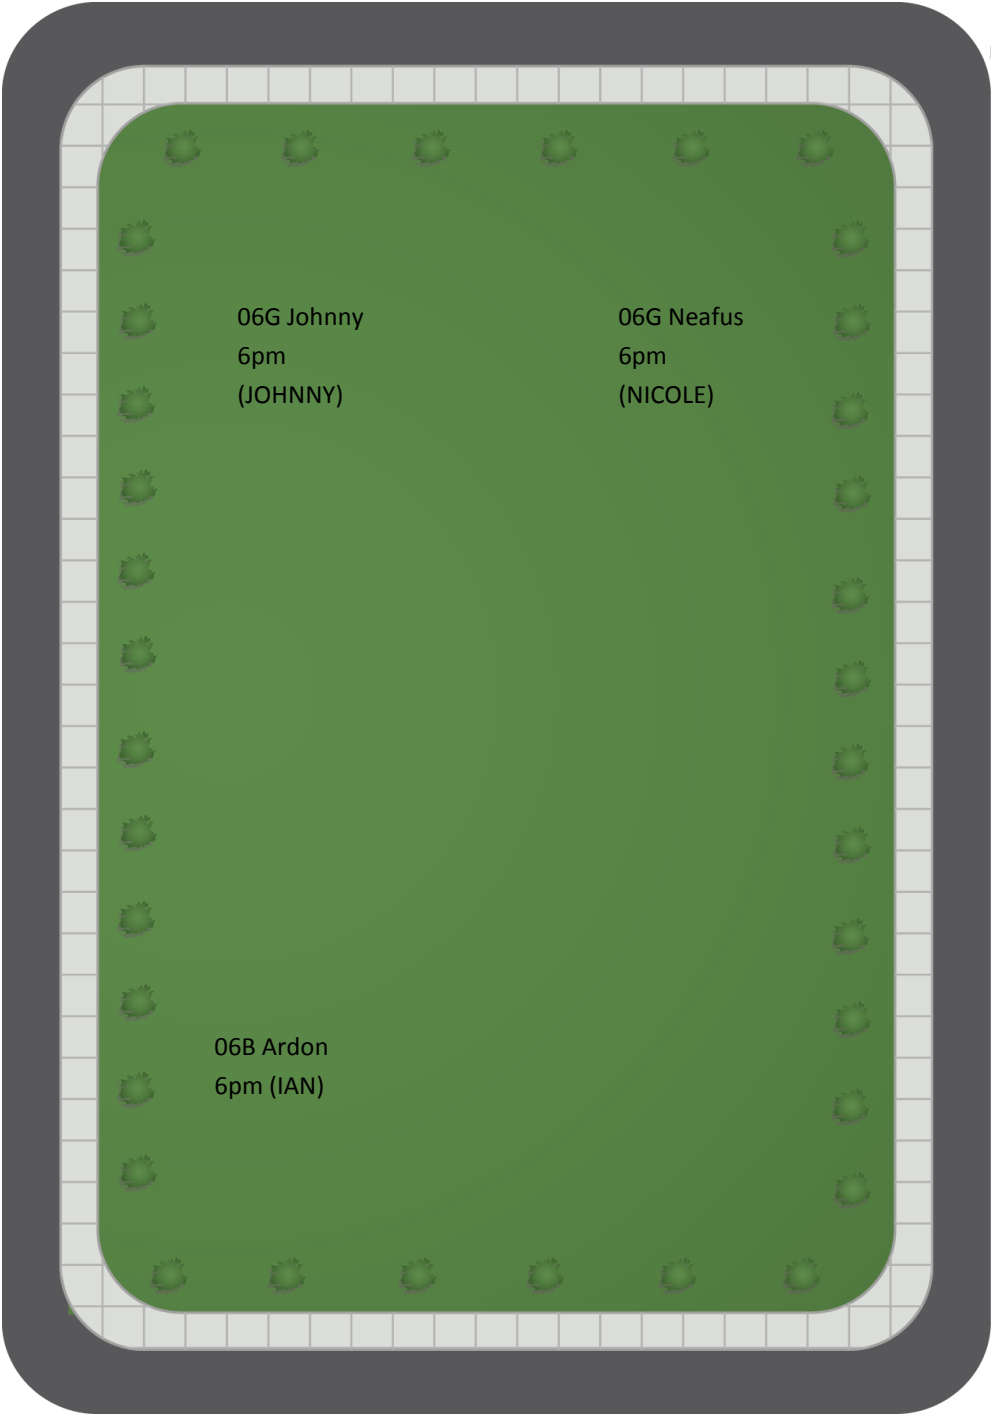 06G Johnny
6pm
(JOHNNY)
06G Neafus
6pm
(NICOLE)
06B Ardon
6pm (IAN)